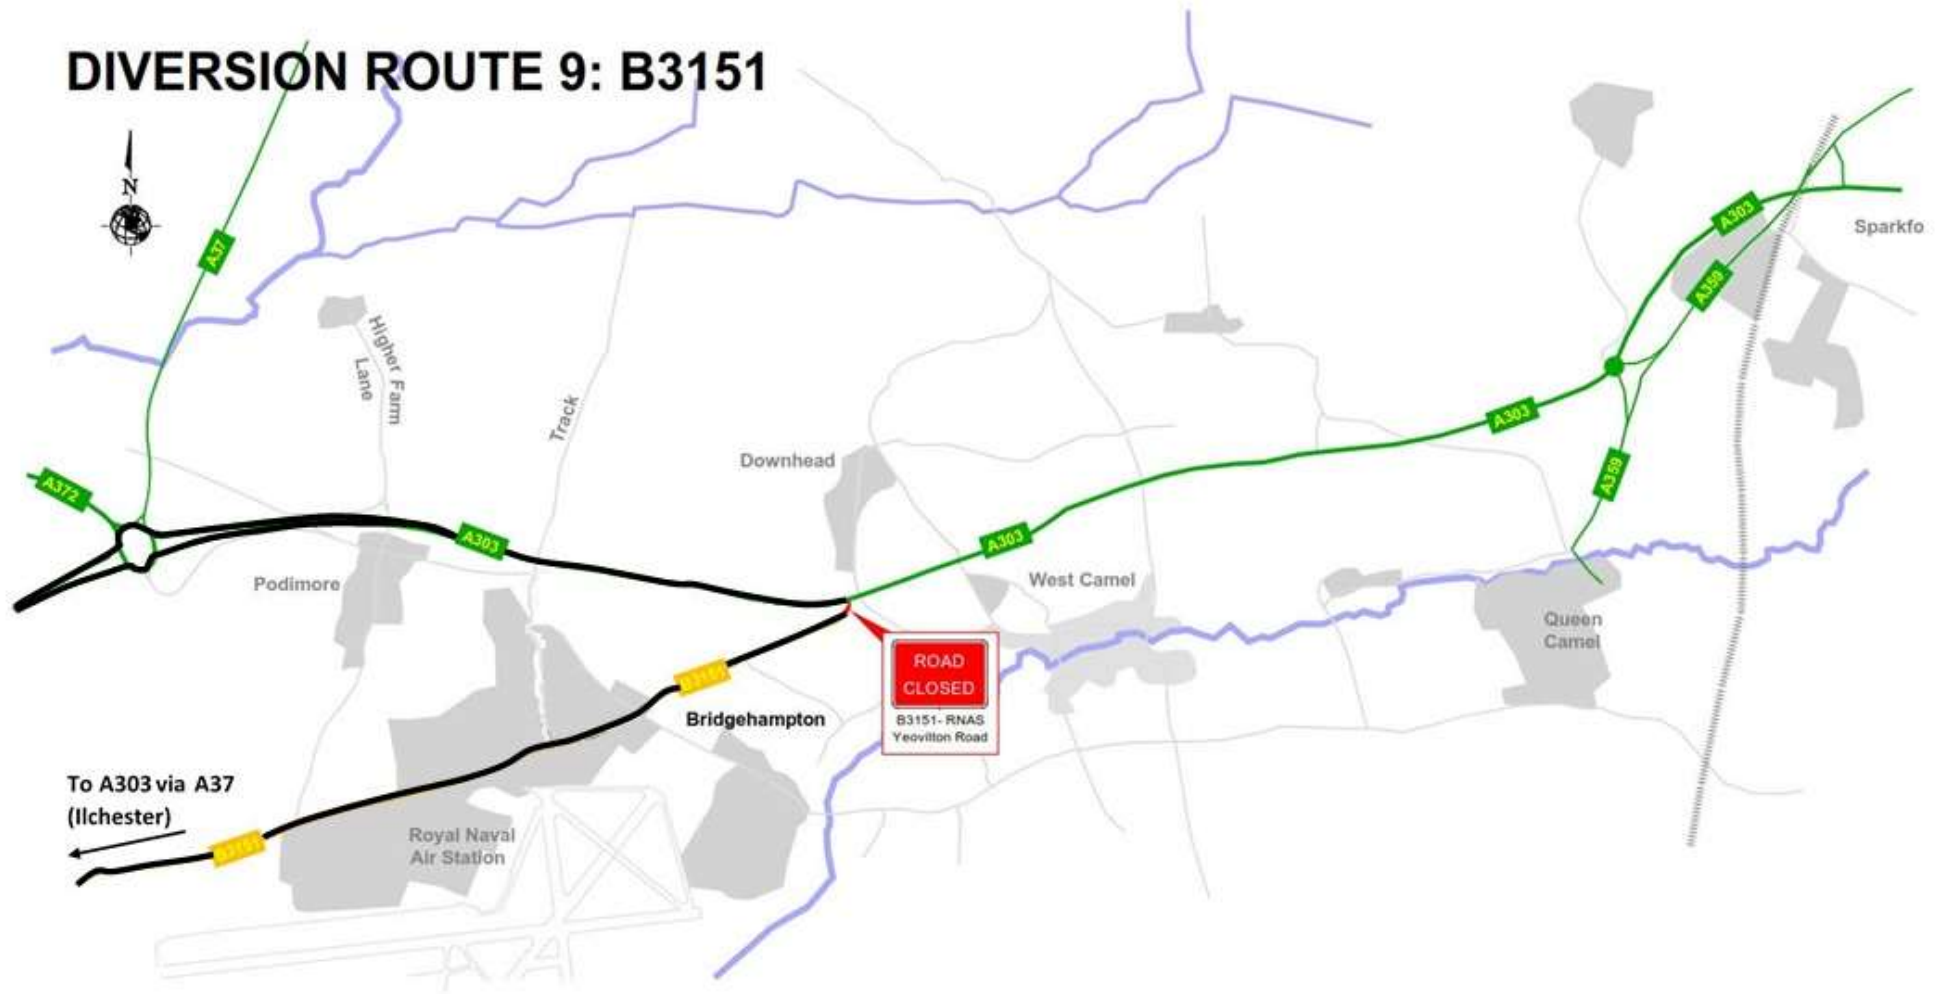 DIVERSION ROUTE 9: B3151
N
A37
A303
Sparkfo
A359
Higher Farm
Lane
Track
A303
A372
Downhead
A359
A303
A303
Podimore
West Camel
Queen
Camel
ROAD
CLOSED
B3151- RNAS
Yeovilton Road
B3151
Bridgehampton
To A303 via A37
(Ilchester)
B3151
Royal Naval
Air Station